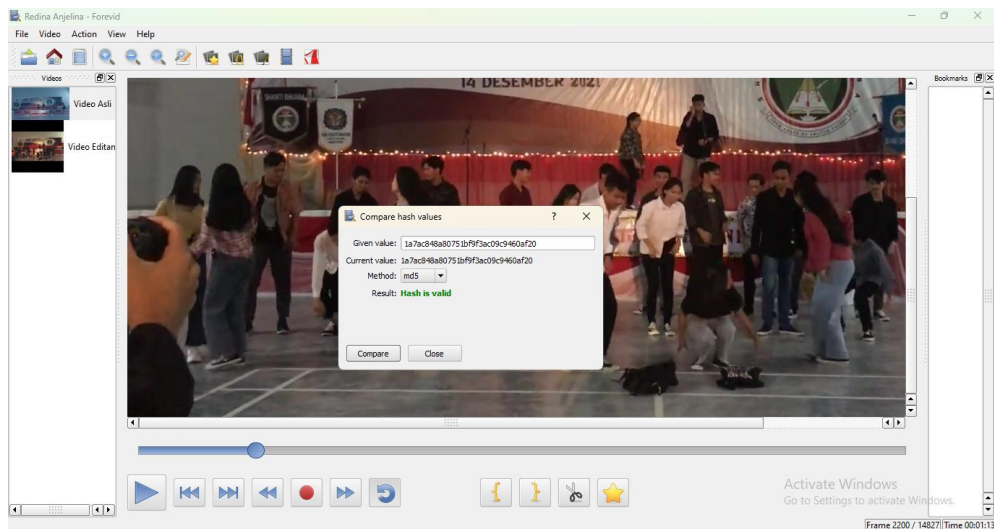 Redina Anjelina - Forevid
File Video Action View Help
Videos
Bookmarks
Video Asli
Video Editan
14 DESEMBER 2021
SHANTI BHUWANA
Compare hash values
Given value: 1a7ac848a80751bf9f3ac09c9460af20
Current value: 1a7ac848a80751bf9f3ac09c9460af20
Method: md5
Result: Hash is valid
Compare Close
Activate Windows
Go to Settings to activate Windows.
Frame 2200 / 14827 Time 00:01:13